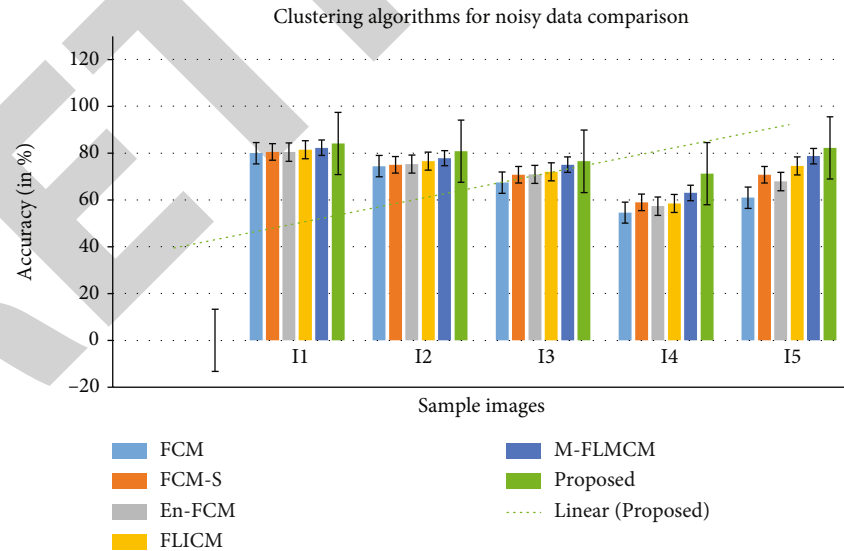 Clustering algorithms for noisy data comparison
120
100
80
60
40
20
0
–20
Accuracy (in %)
I1 I2 I3 I4 I5
Sample images
FCM
FCM-S
En-FCM
FLICM
M-FLMCM
Proposed
Linear (Proposed)